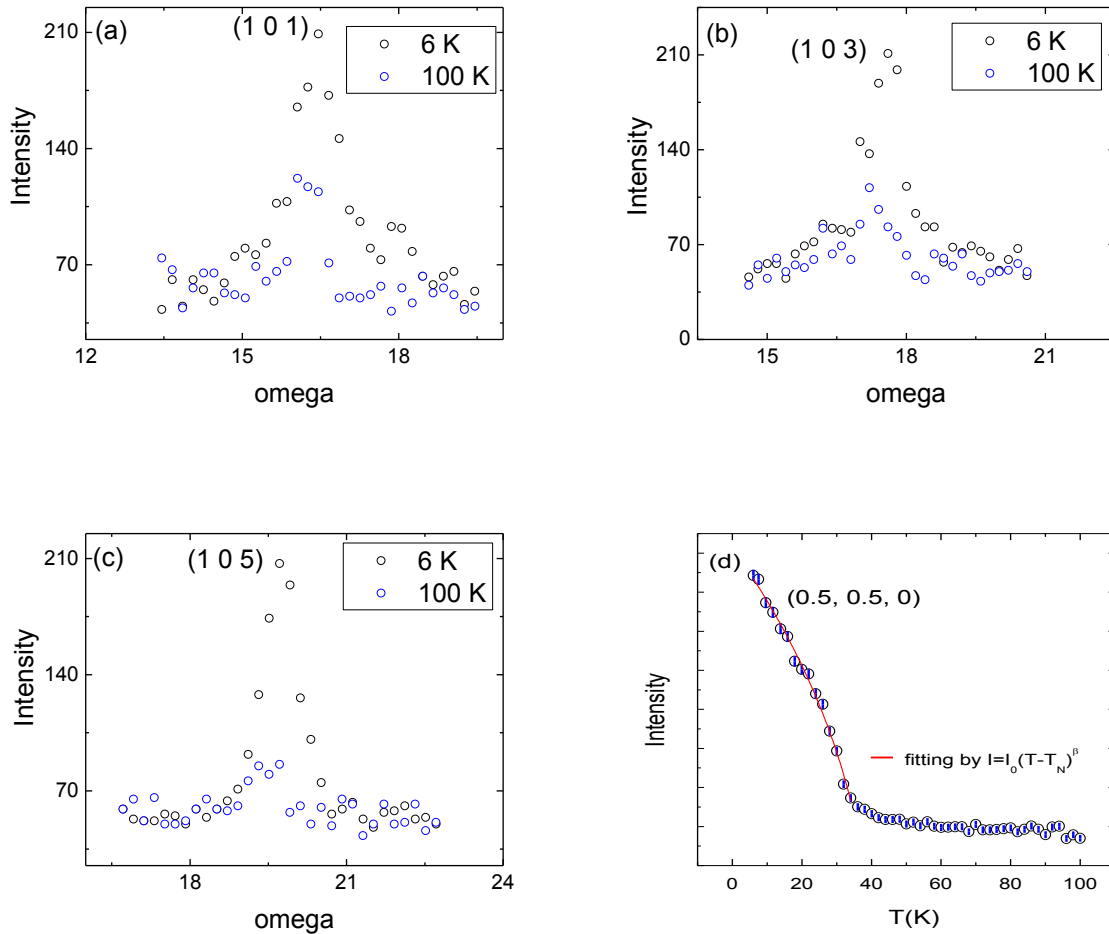 (a)
(1 0 1)
6 K
100 K
210
140
70
Intensity
12
15
18
omega
(b)
(1 0 3)
6 K
100 K
210
140
70
0
Intensity
15
18
21
omega
(c)
(1 0 5)
6 K
100 K
210
140
70
Intensity
18
21
24
omega
(d)
(0.5, 0.5, 0)
Intensity
fitting by I=I₀(T-T_N)^β
0
20
40
60
80
100
T(K)